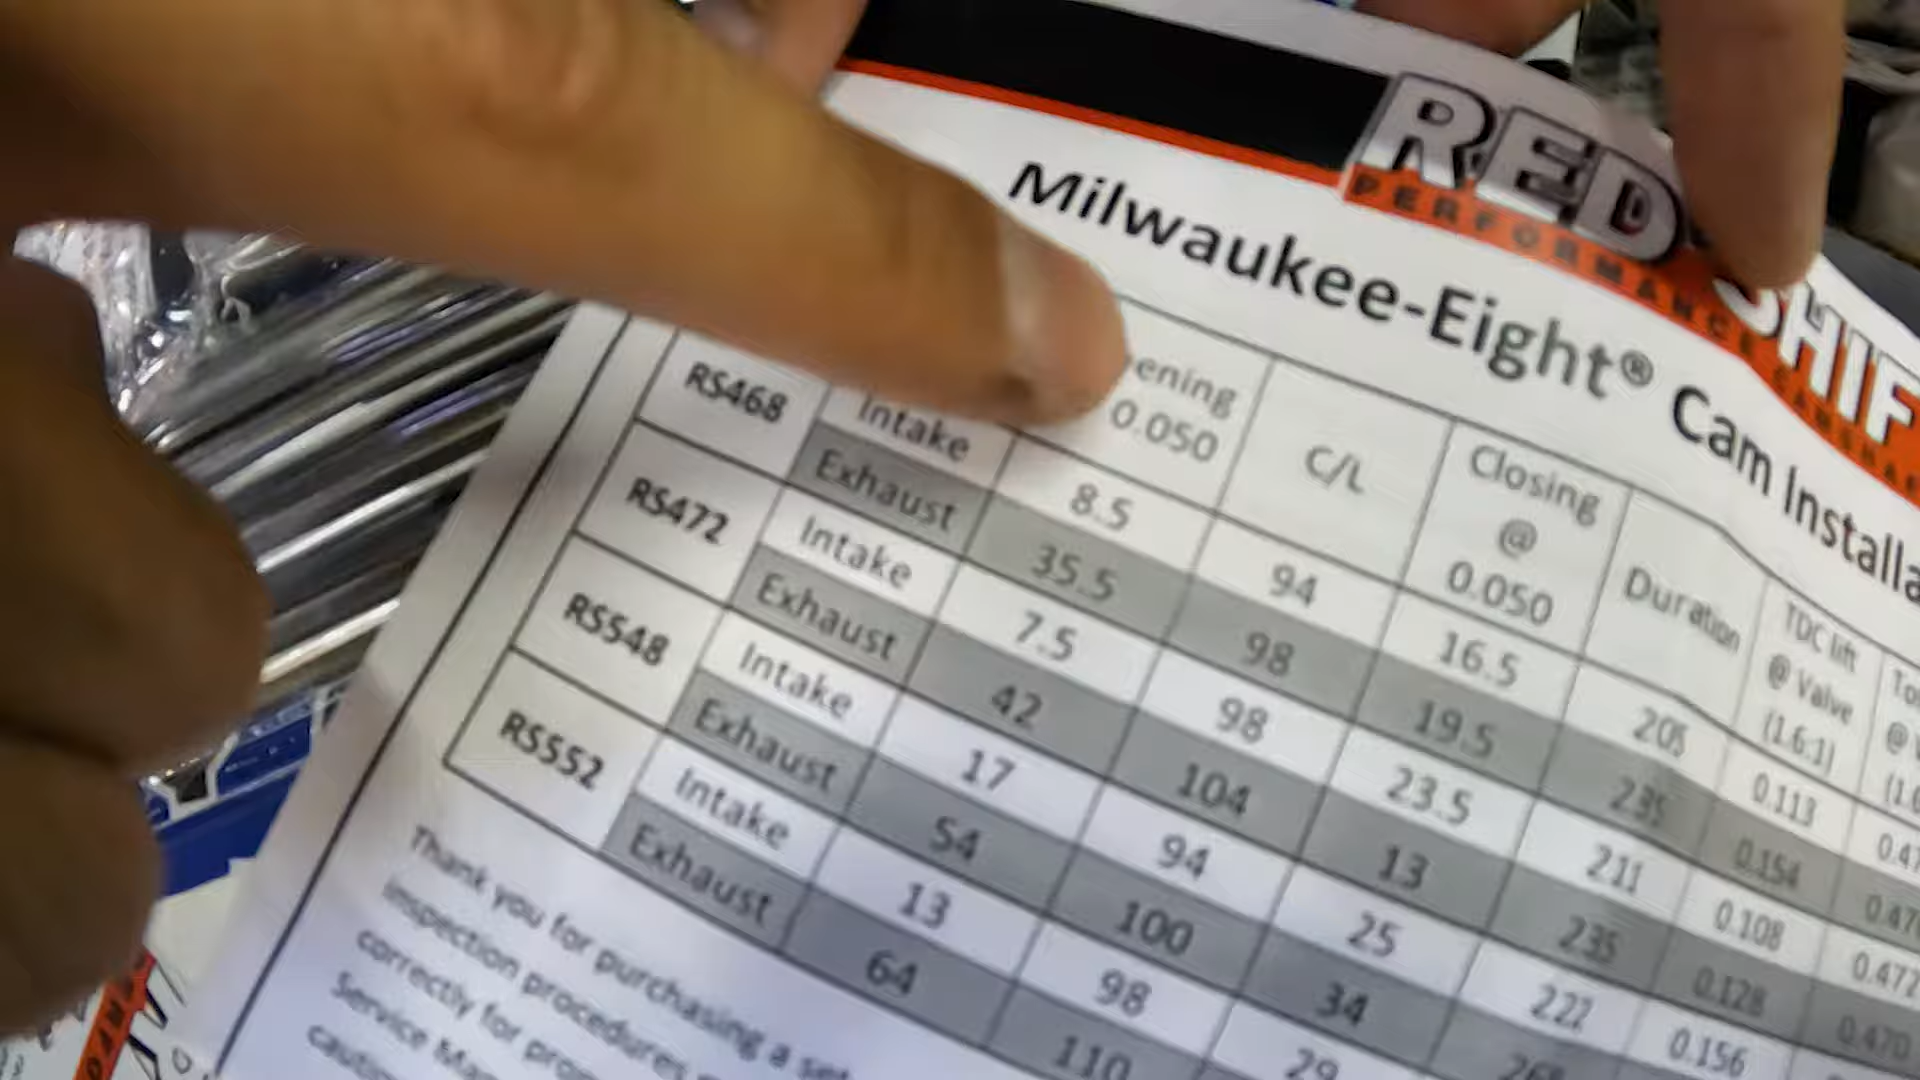 RED
SHIF
PERFORMANCE
Milwaukee-Eight® Cam Installa
ening
0.050
C/L
Closing
@
0.050
Duration
TDC lift
@ Valve
(1.6:1)
RS468 Intake 8.5 94 16.5 205 0.113
Exhaust 35.5 98 19.5 235 0.154
RS472 Intake 7.5 98 23.5 211 0.108
Exhaust 42 104 13 235 0.128
RS548 Intake 17 94 25 222 0.156
Exhaust 54 100 34
RS552 Intake 13 98 29
Exhaust 64 110
Thank you for purchasing a set
inspection procedures
correctly for prop
Service Man
cautio